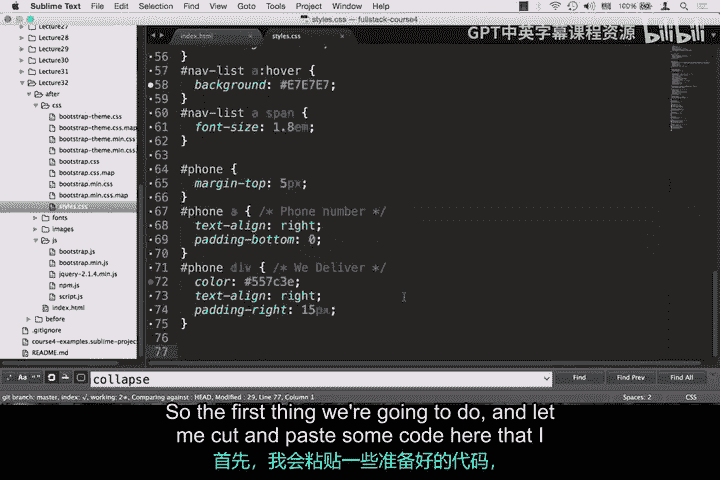 Sublime Text File Edit Selection Find View Goto Tools Project Window Help
100%
styles.css — fullstack-course4
GPT中英字幕课程资源 bilibili
index.html
styles.css
Lecture28
Lecture29
Lecture30
Lecture31
Lecture32
after
css
bootstrap-theme.css
bootstrap-theme.css.map
bootstrap-theme.min.css
bootstrap.css
bootstrap.css.map
bootstrap.min.css
bootstrap.min.css.map
styles.css
fonts
images
js
bootstrap.js
bootstrap.min.js
jquery-2.1.4.min.js
npm.js
script.js
index.html
before
.gitignore
course4-examples.sublime-project
README.md
56 }
57 #nav-list a:hover {
58 background: #E7E7E7;
59 }
60 #nav-list a span {
61 font-size: 1.8em;
62 }
63
64 #phone {
65 margin-top: 5px;
66 }
67 #phone a { /* Phone number */
68 text-align: right;
69 padding-bottom: 0;
70 }
71 #phone div { /* We Deliver */
72 color: #557c3e;
73 text-align: right;
74 padding-right: 15px;
75 }
76
77
.* Aa “” collapse Find Find Prev Find All
git branch: master, index: √, working: 2≠, Comparing against : HEAD, Modified : 29, Line 77, Column 1 Spaces: 2 CSS
So the first thing we're going to do, and let
me cut and paste some code here that I
首先，我会粘贴一些准备好的代码，